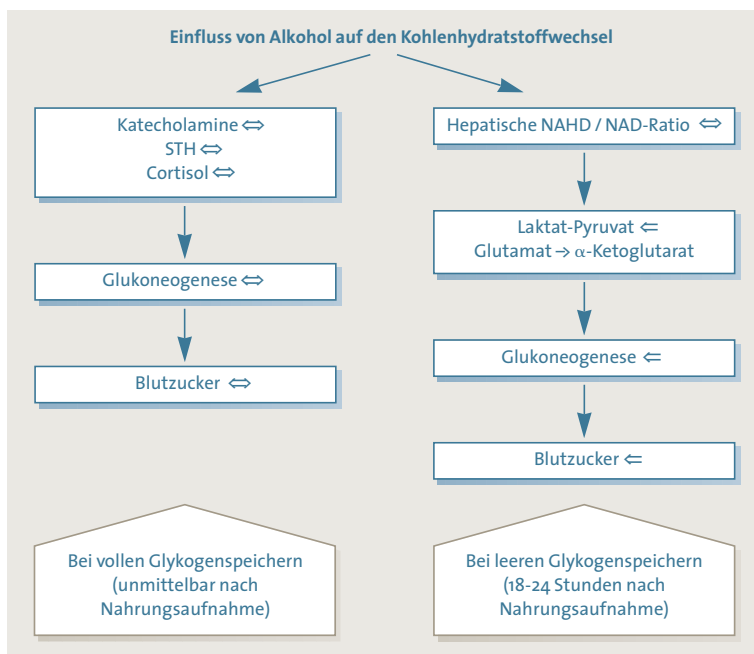 Einfluss von Alkohol auf den Kohlenhydratstoffwechsel
Katecholamine ⇔
STH ⇔
Cortisol ⇔
Glukoneogenese ⇔
Blutzucker ⇔
Bei vollen Glykogenspeichern
(unmittelbar nach
Nahrungsaufnahme)
Hepatische NAHD / NAD-Ratio ⇔
Laktat-Pyruvat ⇐
Glutamat → α-Ketoglutarat
Glukoneogenese ⇐
Blutzucker ⇐
Bei leeren Glykogenspeichern
(18-24 Stunden nach
Nahrungsaufnahme)